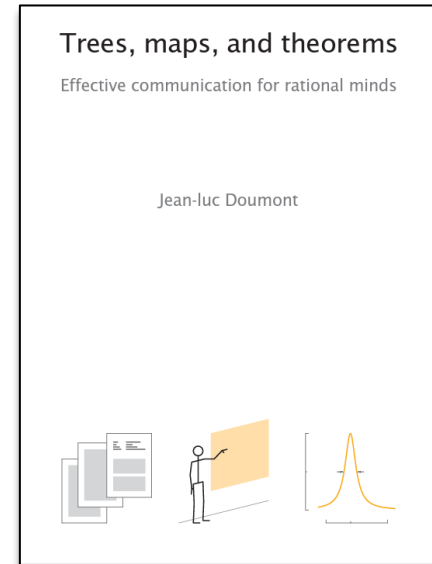 Trees, maps, and theorems
Effective communication for rational minds
Jean-luc Doumont